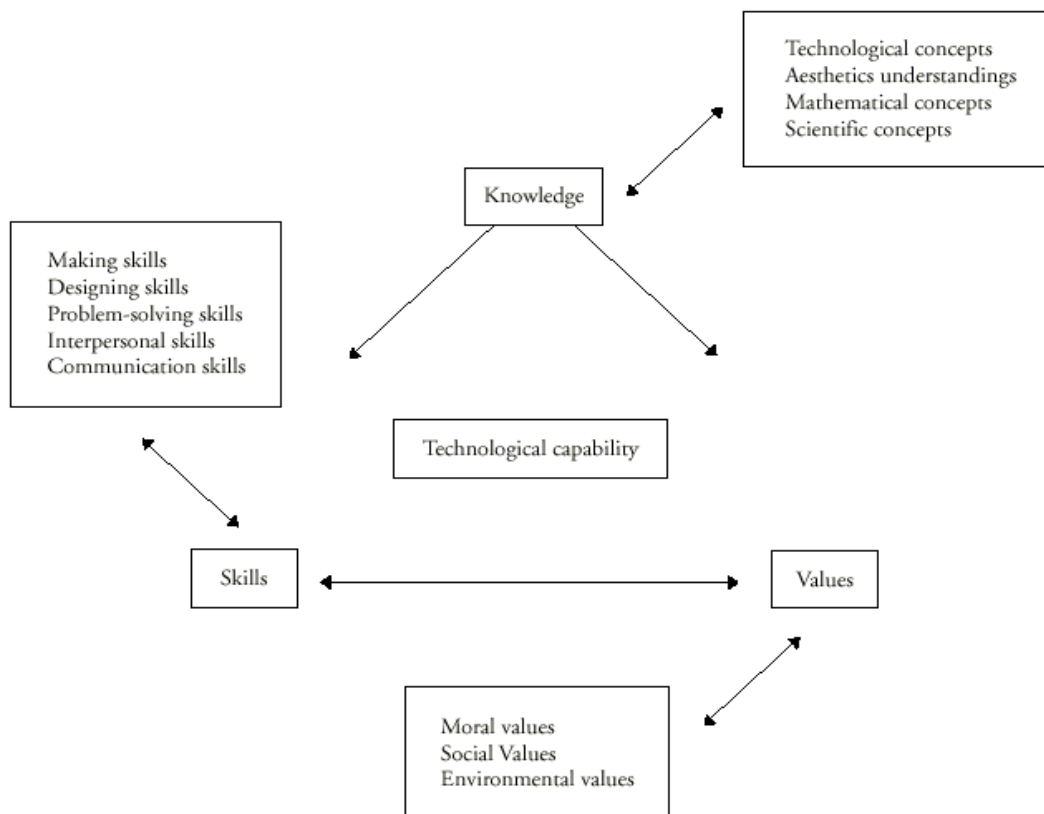 Technological concepts
Aesthetics understandings
Mathematical concepts
Scientific concepts
Knowledge
Making skills
Designing skills
Problem-solving skills
Interpersonal skills
Communication skills
Technological capability
Skills
Values
Moral values
Social Values
Environmental values